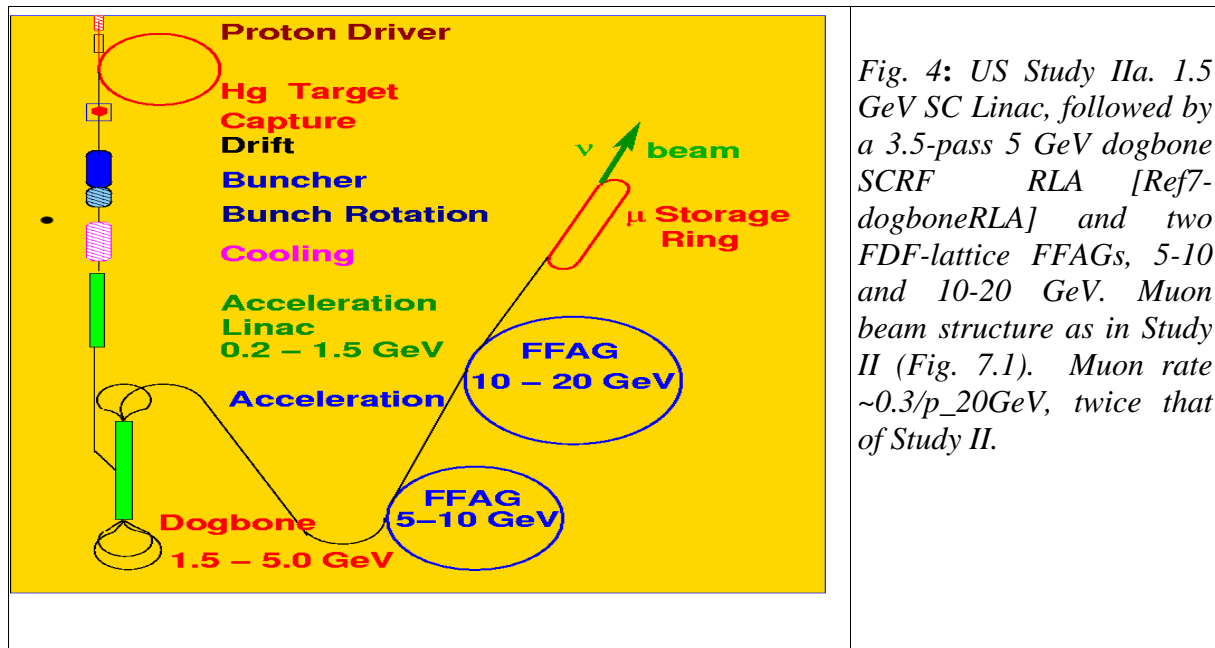 Proton Driver
Hg Target
Capture
Drift
Buncher
Bunch Rotation
Cooling
Acceleration
Linac
0.2 – 1.5 GeV
Acceleration
Dogbone
1.5 – 5.0 GeV
FFAG
5–10 GeV
FFAG
10 – 20 GeV
ν beam
μ Storage
Ring
Fig. 4: US Study IIa. 1.5
GeV SC Linac, followed by
a 3.5-pass 5 GeV dogbone
SCRF RLA [Ref7-
dogboneRLA] and two
FDF-lattice FFAGs, 5-10
and 10-20 GeV. Muon
beam structure as in Study
II (Fig. 7.1). Muon rate
~0.3/p_20GeV, twice that
of Study II.